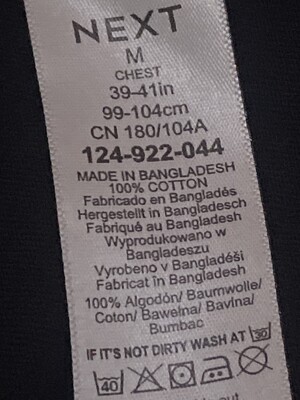 NEXT
M
CHEST
39-41in
99-104cm
CN 180/104A
124-922-044
MADE IN BANGLADESH
100% COTTON
Fabricado en Bangladés
Hergestellt in Bangladesch
Fabriqué au Bangladesh
Wyprodukowano w
Bangladeszu
Vyrobeno v Bangladéši
Fabricat în Bangladesh
100% Algodón/ Baumwolle/
Coton/ Bawełna/ Bavlna/
Bumbac
IF IT'S NOT DIRTY WASH AT 30
40